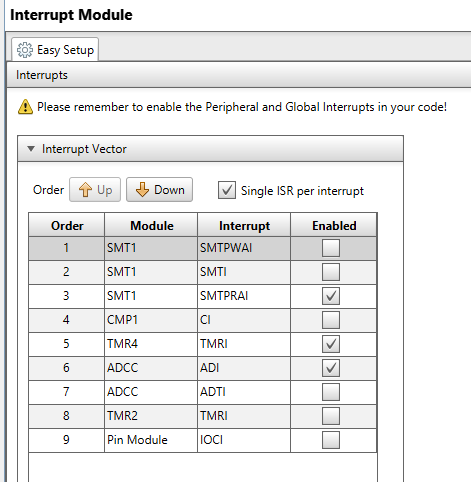 Interrupt Module
Easy Setup
Interrupts
Please remember to enable the Peripheral and Global Interrupts in your code!
Interrupt Vector
Order Up Down Single ISR per interrupt
Order Module Interrupt Enabled
1 SMT1 SMTPWAI
2 SMT1 SMTI
3 SMT1 SMTPRAI
4 CMP1 CI
5 TMR4 TMRI
6 ADCC ADI
7 ADCC ADTI
8 TMR2 TMRI
9 Pin Module IOCI